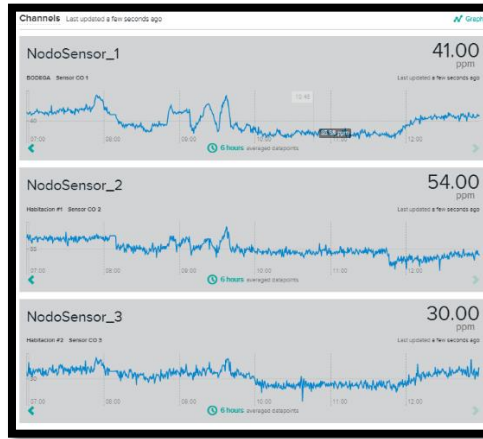 Channels Last updated a few seconds ago Graph
NodoSensor_1 41.00
ppm
BODEGA Sensor CO 1 Last updated a few seconds ago
40
07:00 08:00 09:00 10:00 11:00 12:00
6 hours averaged datapoints
NodoSensor_2 54.00
ppm
Habitacion #1 Sensor CO 2 Last updated a few seconds ago
07:00 08:00 09:00 10:00 11:00 12:00
6 hours averaged datapoints
NodoSensor_3 30.00
ppm
Habitacion #2 Sensor CO 3 Last updated a few seconds ago
30
07:00 08:00 09:00 10:00 11:00 12:00
6 hours averaged datapoints